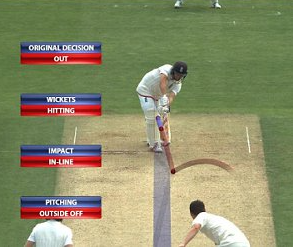 ORIGINAL DECISION
OUT
WICKETS
HITTING
IMPACT
IN-LINE
PITCHING
OUTSIDE OFF